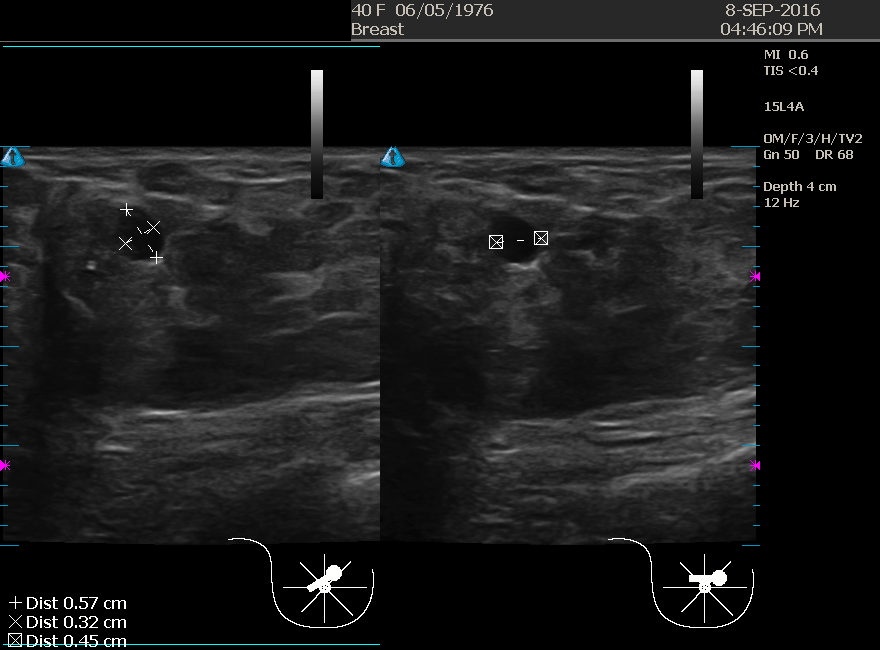 40 F 06/05/1976
8-SEP-2016
Breast
04:46:09 PM
MI 0.6
TIS <0.4
15L4A
OM/F/3/H/TV2
Gn 50 DR 68
Depth 4 cm
12 Hz
Dist 0.57 cm
Dist 0.32 cm
Dist 0.45 cm